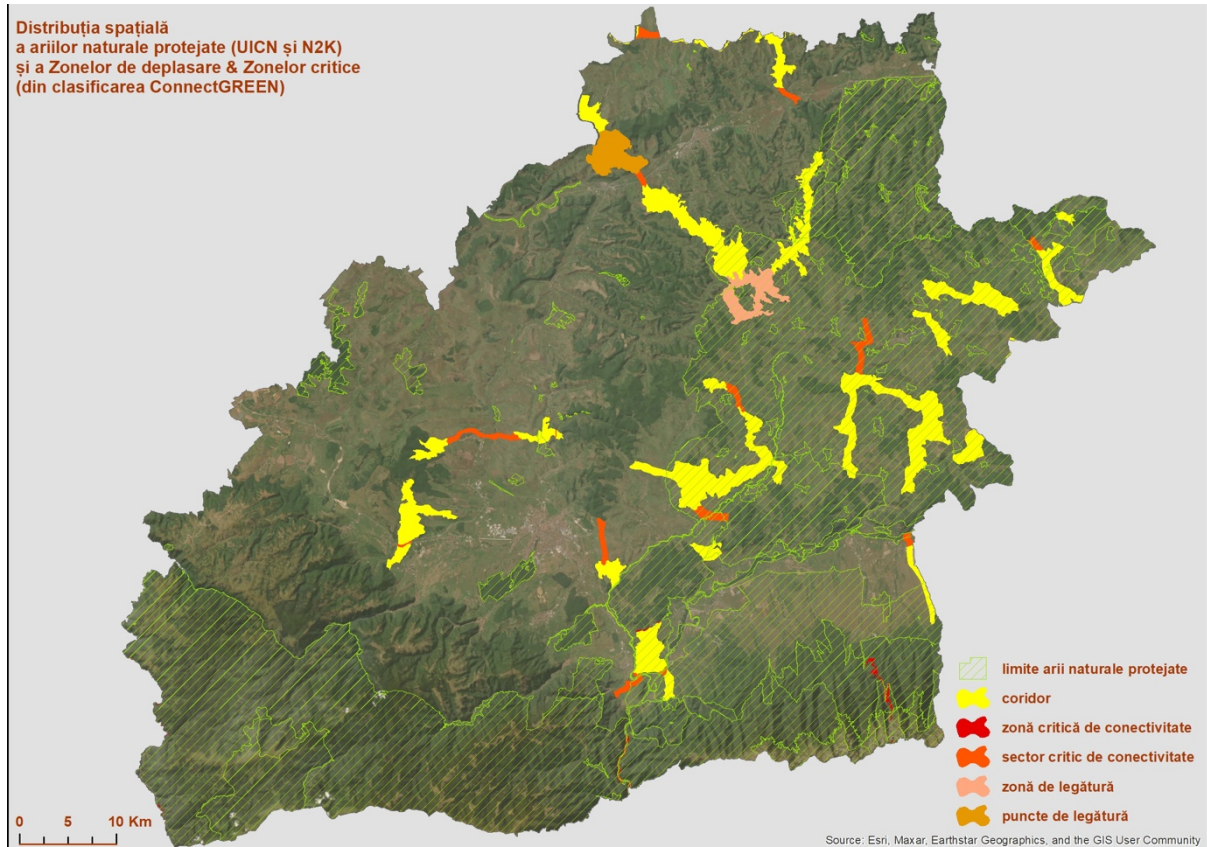 Distribuția spațială
a ariilor naturale protejate (UICN și N2K)
și a Zonelor de deplasare & Zonelor critice
(din clasificarea ConnectGREEN)
limite arii naturale protejate
coridor
zonă critică de conectivitate
sector critic de conectivitate
zonă de legătură
puncte de legătură
0 5 10 Km
Source: Esri, Maxar, Earthstar Geographics, and the GIS User Community